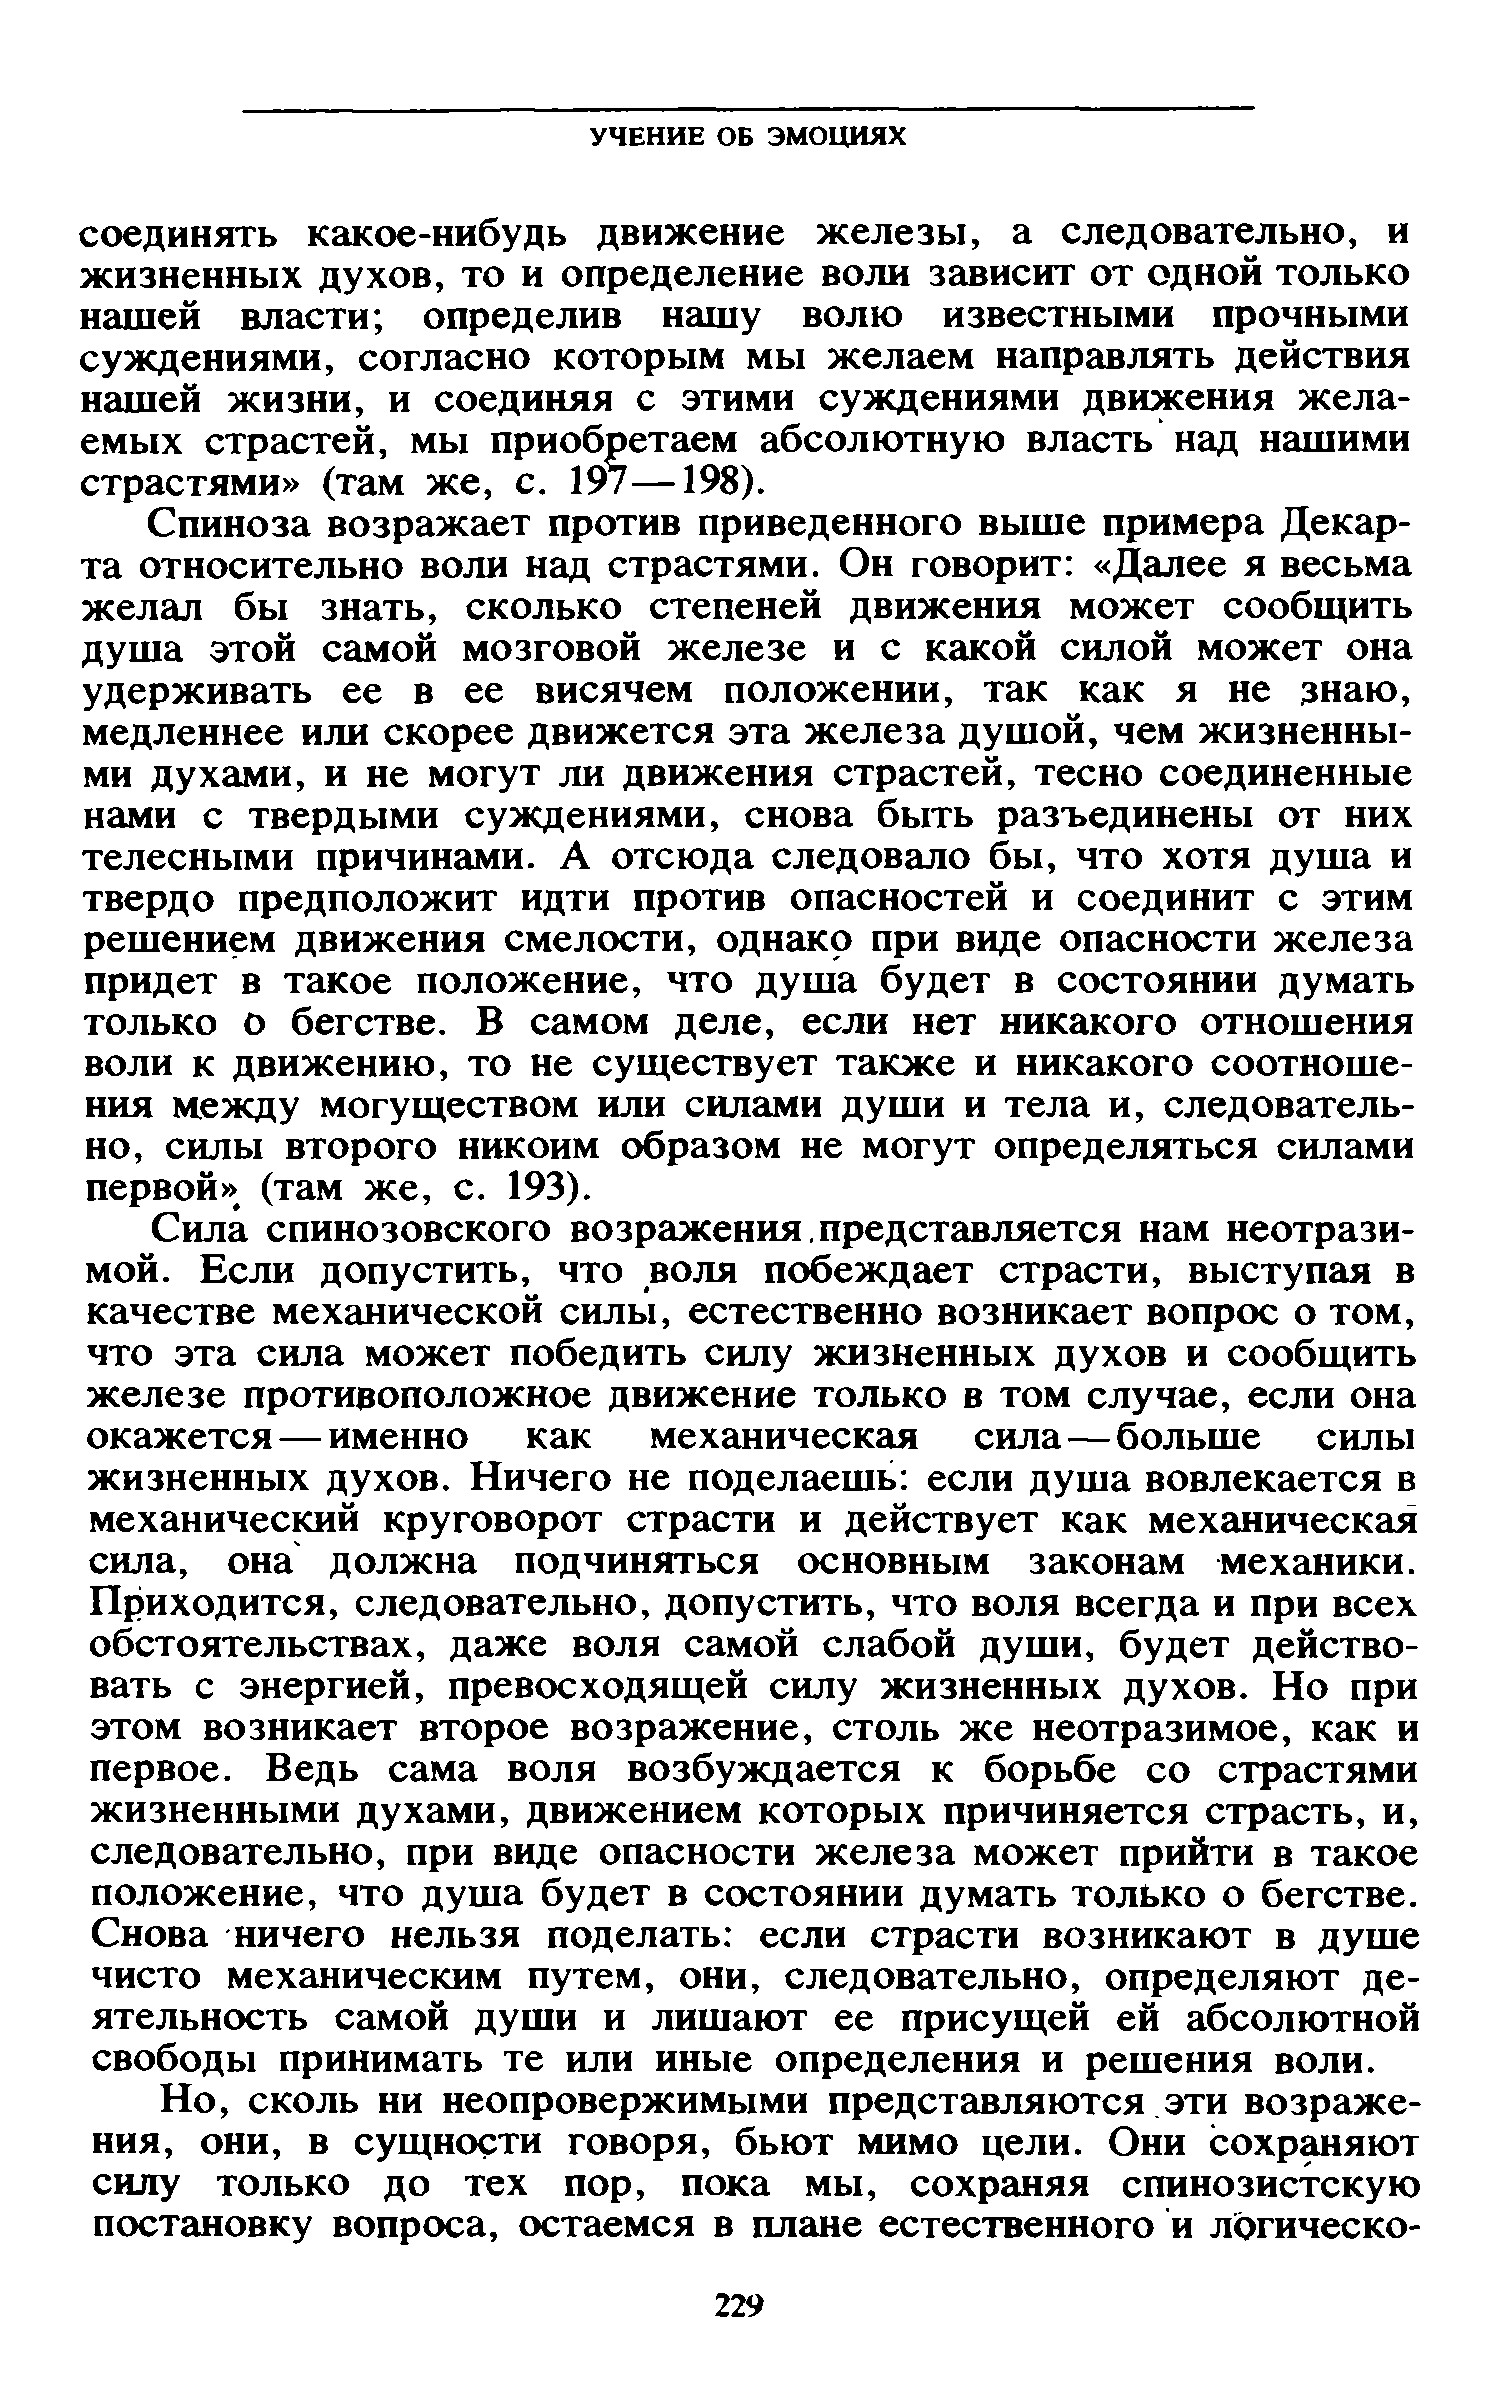 УЧЕНИЕ ОБ ЭМОЦИЯХ
соединять какое-нибудь движение железы, а следовательно, и
жизненных духов, то и определение воли зависит от одной только
нашей власти; определив нашу волю известными прочными
суждениями, согласно которым мы желаем направлять действия
нашей жизни, и соединяя с этими суждениями движения жела-
емых страстей, мы приобретаем абсолютную власть над нашими
страстями» (там же, с. 197—198).
Спиноза возражает против приведенного выше примера Декар-
та относительно воли над страстями. Он говорит: «Далее я весьма
желал бы знать, сколько степеней движения может сообщить
душа этой самой мозговой железе и с какой силой может она
удерживать ее в ее висячем положении, так как я не знаю,
медленнее или скорее движется эта железа душой, чем жизненны-
ми духами, и не могут ли движения страстей, тесно соединенные
нами с твердыми суждениями, снова быть разъединены от них
телесными причинами. А отсюда следовало бы, что хотя душа и
твердо предположит идти против опасностей и соединит с этим
решением движения смелости, однако при виде опасности железа
придет в такое положение, что душа будет в состоянии думать
только о бегстве. В самом деле, если нет никакого отношения
воли к движению, то не существует также и никакого соотноше-
ния между могуществом или силами души и тела и, следователь-
но, силы второго никоим образом не могут определяться силами
первой» (там же, с. 193).
Сила спинозовского возражения представляется нам неотрази-
мой. Если допустить, что воля побеждает страсти, выступая в
качестве механической силы, естественно возникает вопрос о том,
что эта сила может победить силу жизненных духов и сообщить
железе противоположное движение только в том случае, если она
окажется — именно как механическая сила — больше силы
жизненных духов. Ничего не поделаешь: если душа вовлекается в
механический круговорот страсти и действует как механическая
сила, она должна подчиняться основным законам механики.
Приходится, следовательно, допустить, что воля всегда и при всех
обстоятельствах, даже воля самой слабой души, будет действо-
вать с энергией, превосходящей силу жизненных духов. Но при
этом возникает второе возражение, столь же неотразимое, как и
первое. Ведь сама воля возбуждается к борьбе со страстями
жизненными духами, движением которых причиняется страсть, и,
следовательно, при виде опасности железа может прийти в такое
положение, что душа будет в состоянии думать только о бегстве.
Снова ничего нельзя поделать: если страсти возникают в душе
чисто механическим путем, они, следовательно, определяют де-
ятельность самой души и лишают ее присущей ей абсолютной
свободы принимать те или иные определения и решения воли.
Но, сколь ни неопровержимыми представляются эти возраже-
ния, они, в сущности говоря, бьют мимо цели. Они сохраняют
силу только до тех пор, пока мы, сохраняя спинозистскую
постановку вопроса, остаемся в плане естественного и логическо-
229